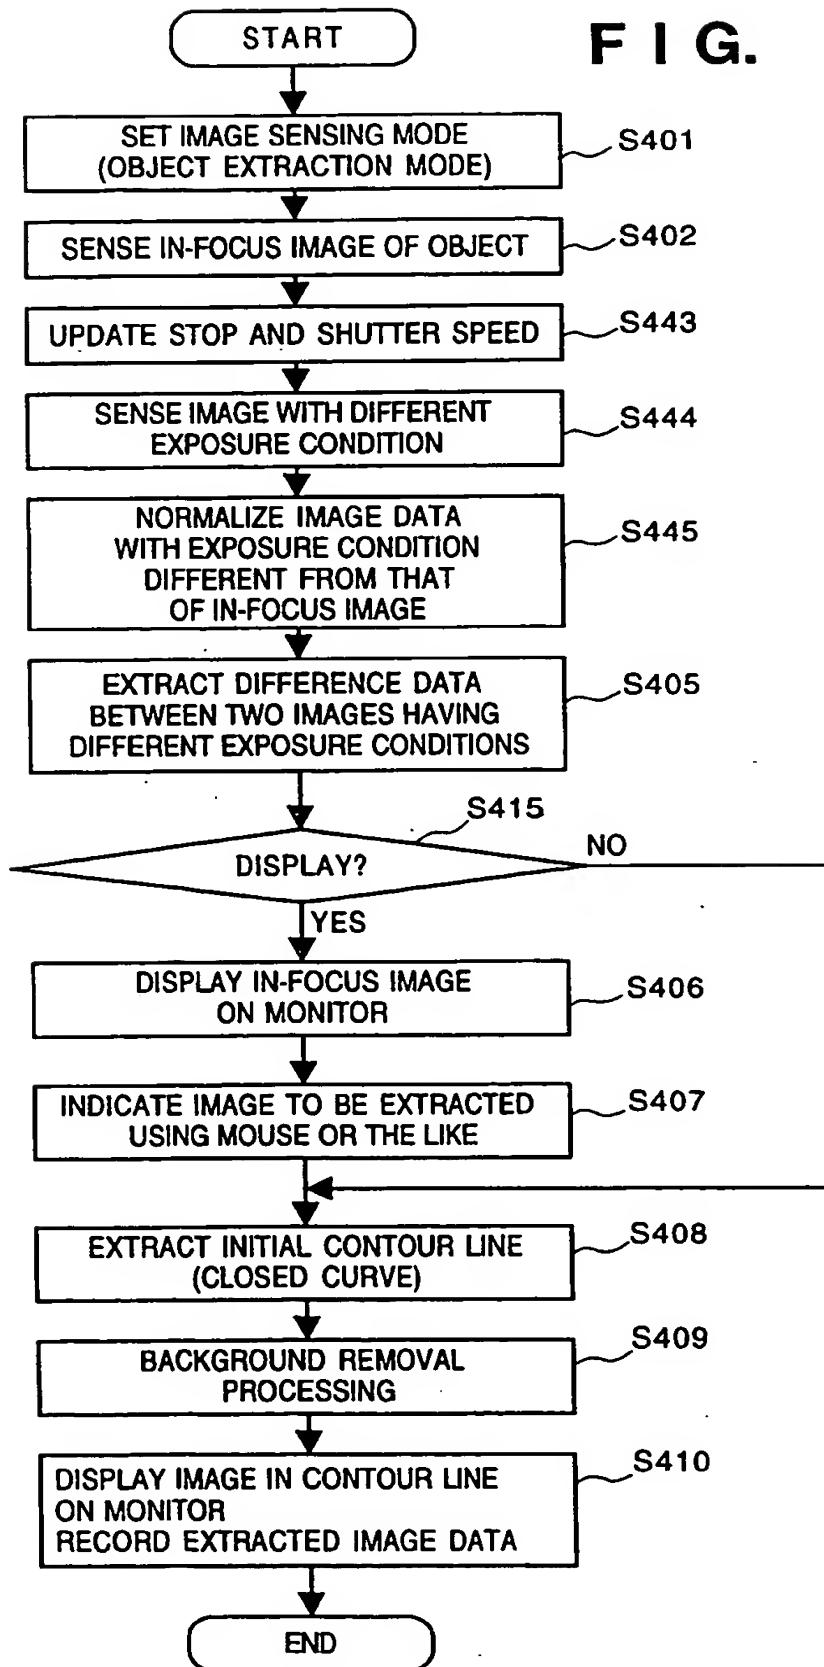 START
F I G.
SET IMAGE SENSING MODE
(OBJECT EXTRACTION MODE)
S401
SENSE IN-FOCUS IMAGE OF OBJECT
S402
UPDATE STOP AND SHUTTER SPEED
S443
SENSE IMAGE WITH DIFFERENT
EXPOSURE CONDITION
S444
NORMALIZE IMAGE DATA
WITH EXPOSURE CONDITION
DIFFERENT FROM THAT
OF IN-FOCUS IMAGE
S445
EXTRACT DIFFERENCE DATA
BETWEEN TWO IMAGES HAVING
DIFFERENT EXPOSURE CONDITIONS
S405
S415
DISPLAY?
NO
YES
DISPLAY IN-FOCUS IMAGE
ON MONITOR
S406
INDICATE IMAGE TO BE EXTRACTED
USING MOUSE OR THE LIKE
S407
EXTRACT INITIAL CONTOUR LINE
(CLOSED CURVE)
S408
BACKGROUND REMOVAL
PROCESSING
S409
DISPLAY IMAGE IN CONTOUR LINE
ON MONITOR
RECORD EXTRACTED IMAGE DATA
S410
END